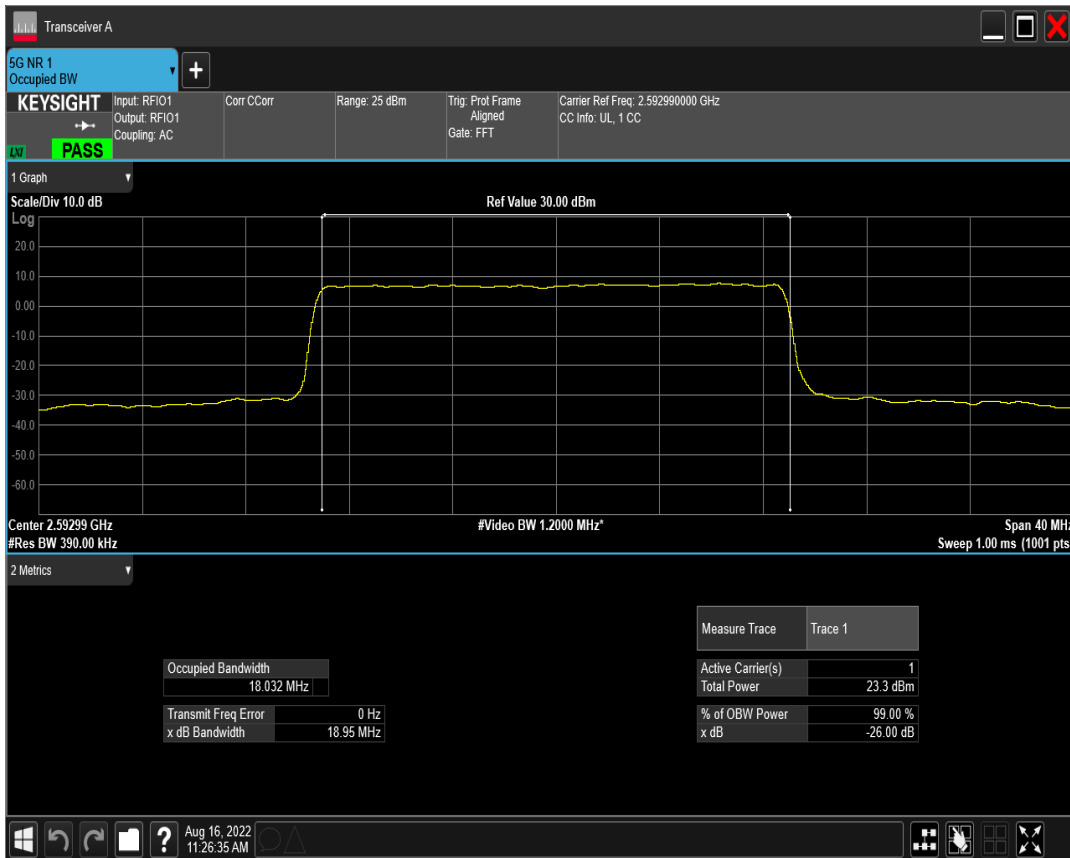 Transceiver A
5G NR 1
Occupied BW
+
KEYSIGHT
LXI
PASS
Input: RFIO1
Output: RFIO1
Coupling: AC
Corr CCorr
Range: 25 dBm
Trig: Prot Frame
Aligned
Gate: FFT
Carrier Ref Freq: 2.592990000 GHz
CC Info: UL, 1 CC
1 Graph
Scale/Div 10.0 dB
Ref Value 30.00 dBm
Log
20.0
10.0
0.00
-10.0
-20.0
-30.0
-40.0
-50.0
-60.0
Center 2.59299 GHz
#Video BW 1.2000 MHz*
Span 40 MHz
#Res BW 390.00 kHz
Sweep 1.00 ms (1001 pts
2 Metrics
Measure Trace Trace 1
Occupied Bandwidth
18.032 MHz
Active Carrier(s) 1
Total Power 23.3 dBm
Transmit Freq Error 0 Hz
x dB Bandwidth 18.95 MHz
% of OBW Power 99.00 %
x dB -26.00 dB
?
Aug 16, 2022
11:26:35 AM